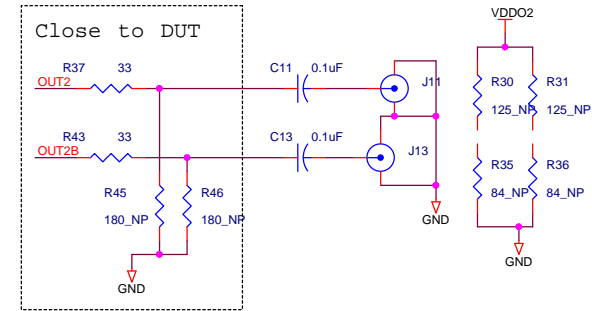 VDDO2
Close to DUT
R37 33
C11 0.1uF
J11
R30 R31
OUT2
125_NP 125_NP
R43 33
C13 0.1uF
J13
OUT2B
R35 R36
R45 R46
84_NP 84_NP
180_NP 180_NP
GND
GND
GND